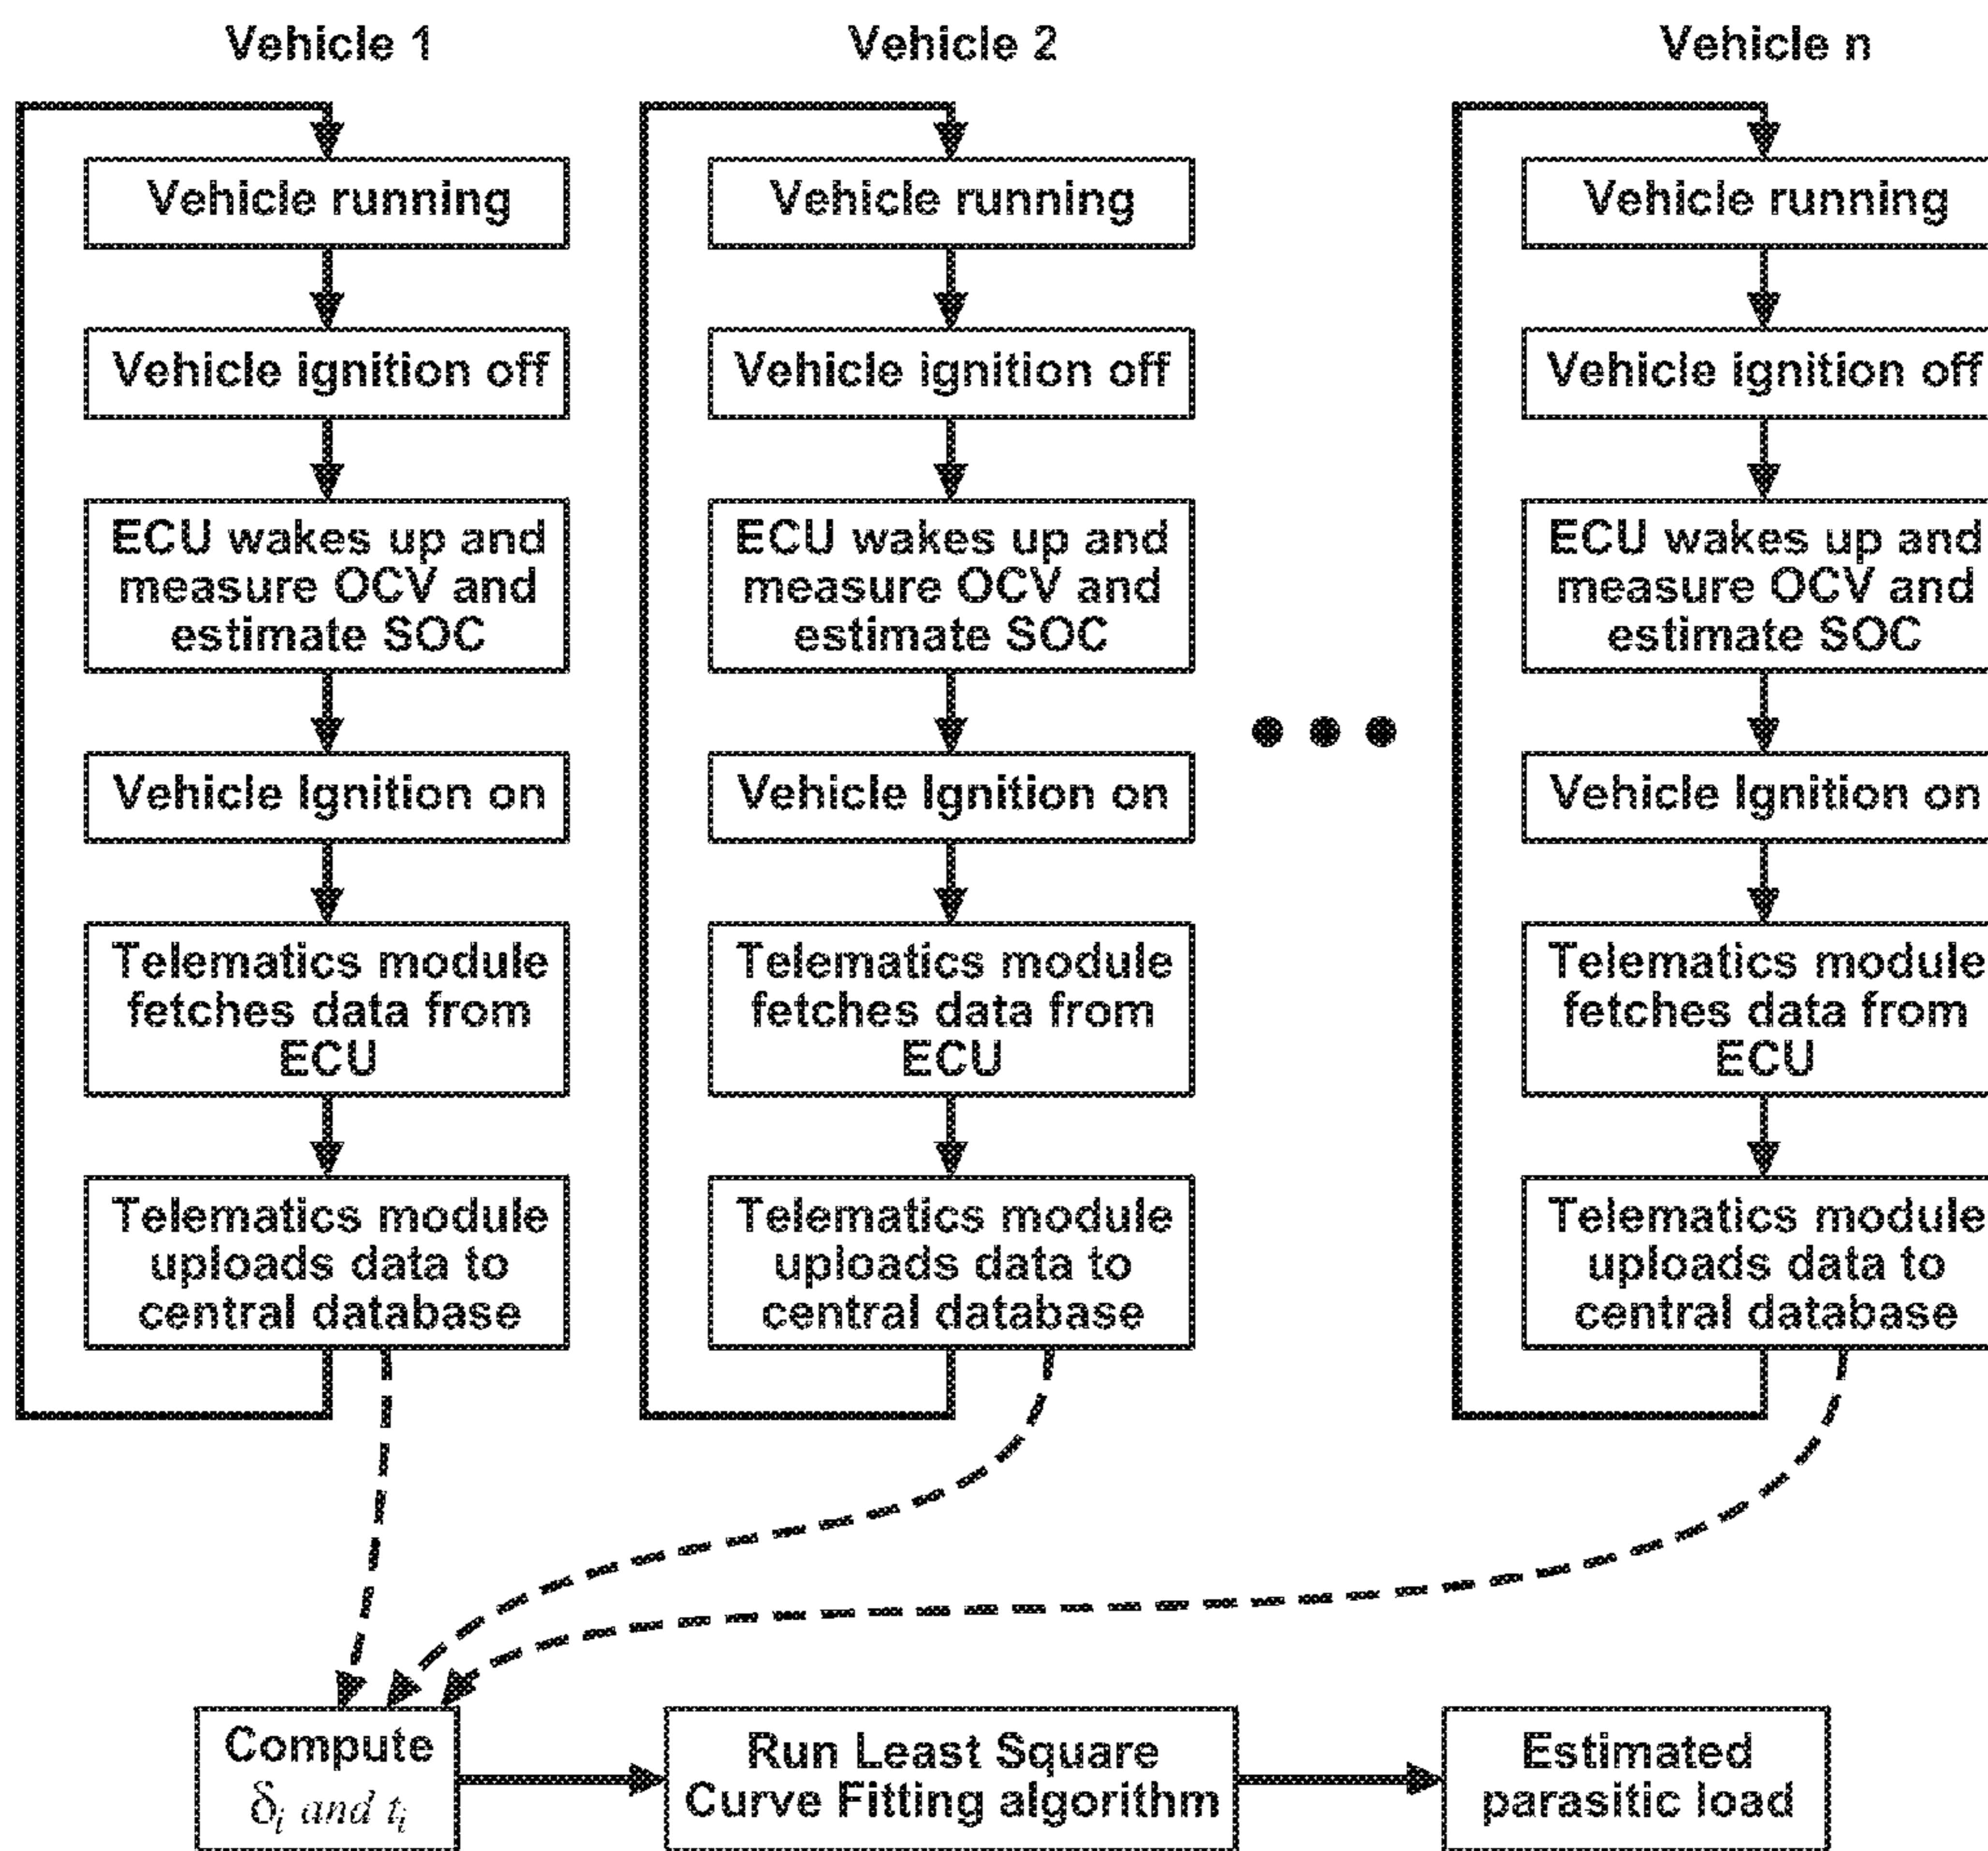 Vehicle 1
Vehicle running
Vehicle ignition off
ECU wakes up and
measure OCV and
estimate SOC
Vehicle Ignition on
Telematics module
fetches data from
ECU
Telematics module
uploads data to
central database
Vehicle 2
Vehicle running
Vehicle ignition off
ECU wakes up and
measure OCV and
estimate SOC
Vehicle Ignition on
Telematics module
fetches data from
ECU
Telematics module
uploads data to
central database
Vehicle n
Vehicle running
Vehicle ignition off
ECU wakes up and
measure OCV and
estimate SOC
Vehicle Ignition on
Telematics module
fetches data from
ECU
Telematics module
uploads data to
central database
Compute
δi and ti
Run Least Square
Curve Fitting algorithm
Estimated
parasitic load